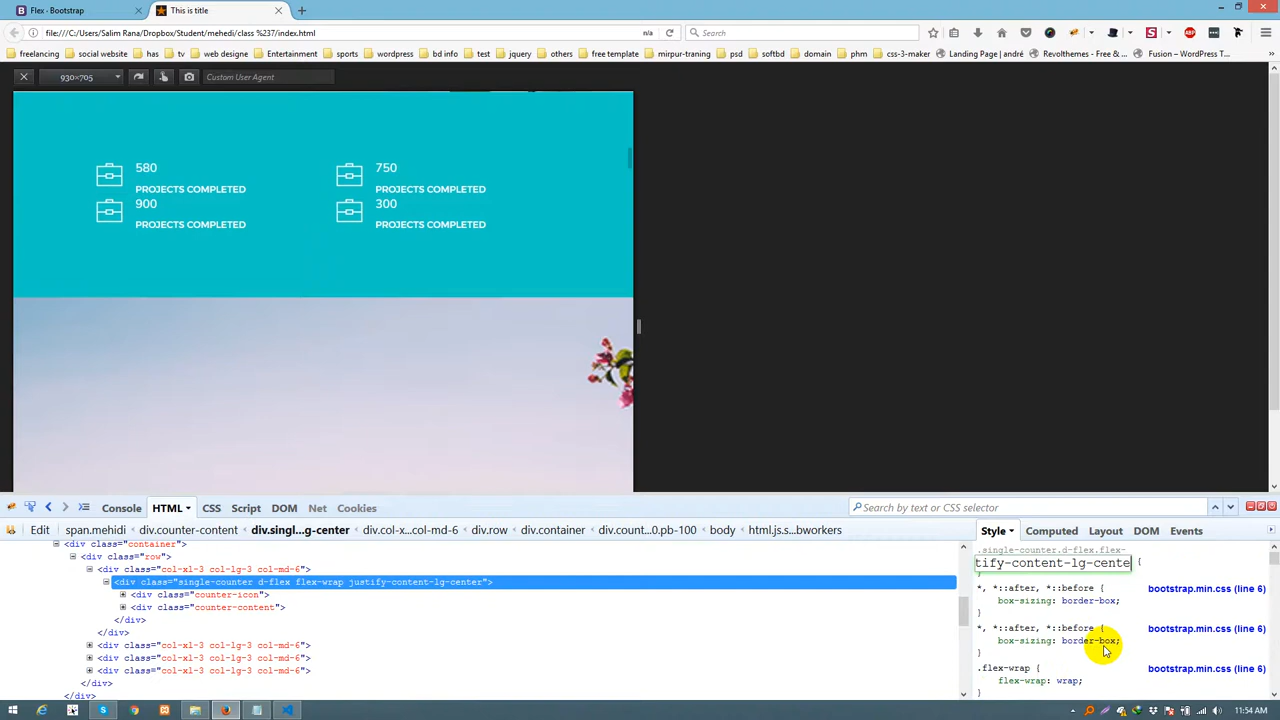 Flex - Bootstrap
This is title
file:///C:/Users/Salim Rana/Dropbox/Student/mehedi/class %237/index.html
n/a
Search
freelancing
social website
has
tv
web designe
Entertainment
sports
wordpress
bd info
test
jquery
others
free template
mirpur-traning
psd
softbd
domain
phm
css-3-maker
Landing Page | andré
Revolthemes - Free &...
Fusion – WordPress T...
930×705
Custom User Agent
580
PROJECTS COMPLETED
750
PROJECTS COMPLETED
900
PROJECTS COMPLETED
300
PROJECTS COMPLETED
Console
HTML
CSS
Script
DOM
Net
Cookies
Search by text or CSS selector
Edit
span.mehidi
div.counter-content
div.singl...g-center
div.col-x...col-md-6
div.row
div.container
div.count...0.pb-100
body
html.js.s...bworkers
Style
Computed
Layout
DOM
Events
<div class="container">
<div class="row">
<div class="col-xl-3 col-lg-3 col-md-6">
<div class="single-counter d-flex flex-wrap justify-content-lg-center">
<div class="counter-icon">
<div class="counter-content">
</div>
</div>
<div class="col-xl-3 col-lg-3 col-md-6">
<div class="col-xl-3 col-lg-3 col-md-6">
<div class="col-xl-3 col-lg-3 col-md-6">
</div>
.single-counter.d-flex.flex-
tify-content-lg-cente {
}
*, *::after, *::before {
bootstrap.min.css (line 6)
box-sizing: border-box;
}
*, *::after, *::before {
bootstrap.min.css (line 6)
box-sizing: border-box;
}
.flex-wrap {
bootstrap.min.css (line 6)
flex-wrap: wrap;
}
11:54 AM